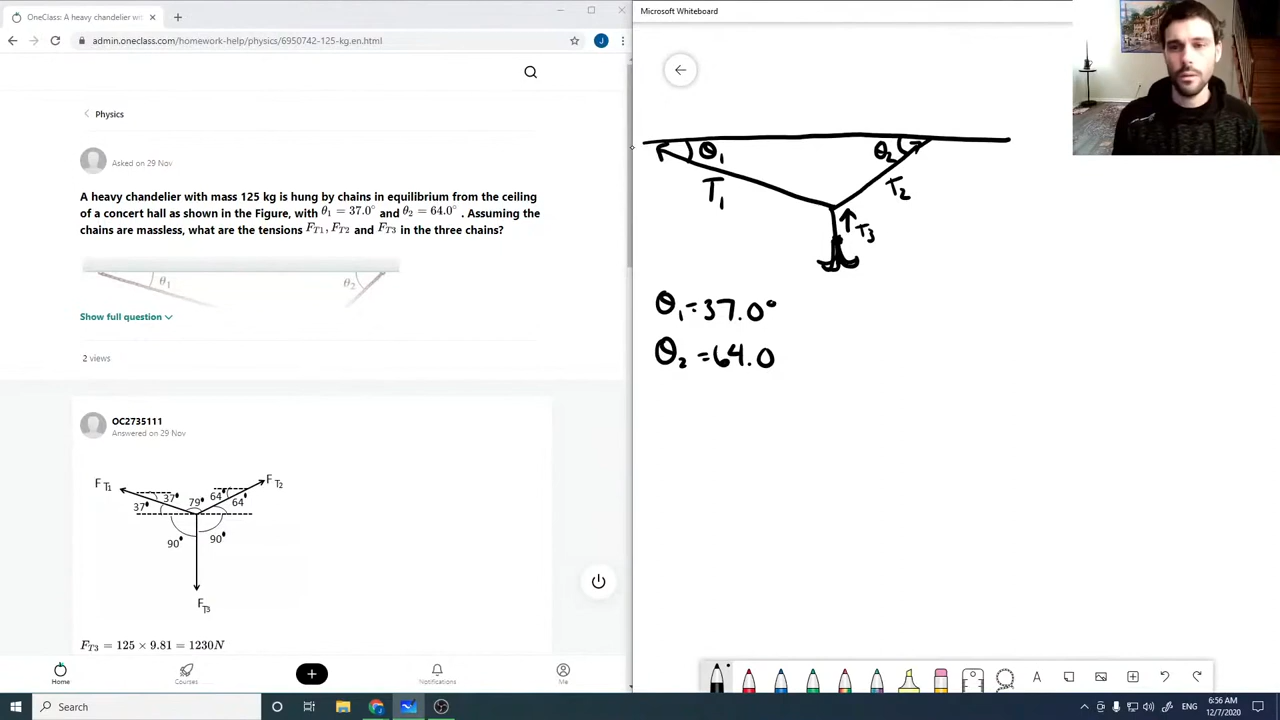 OneClass: A heavy chandelier wit
admin.oneclass.com/homework-help/physics/6950742-125-kg.en.html
J
Physics
Asked on 29 Nov
A heavy chandelier with mass 125 kg is hung by chains in equilibrium from the ceiling
of a concert hall as shown in the Figure, with θ1 = 37.0° and θ2 = 64.0° . Assuming the
chains are massless, what are the tensions FT1, FT2 and FT3 in the three chains?
θ1
θ2
Show full question
2 views
OC2735111
Answered on 29 Nov
FT1
FT2
37°
37°
79°
64°
64°
90°
90°
FT3
FT3 = 125 × 9.81 = 1230N
Home
Courses
Notifications
Me
Microsoft Whiteboard
θ1
θ2
T1
T2
T3
θ1=37.0°
θ2=64.0
A
Search
ENG
6:56 AM
12/7/2020